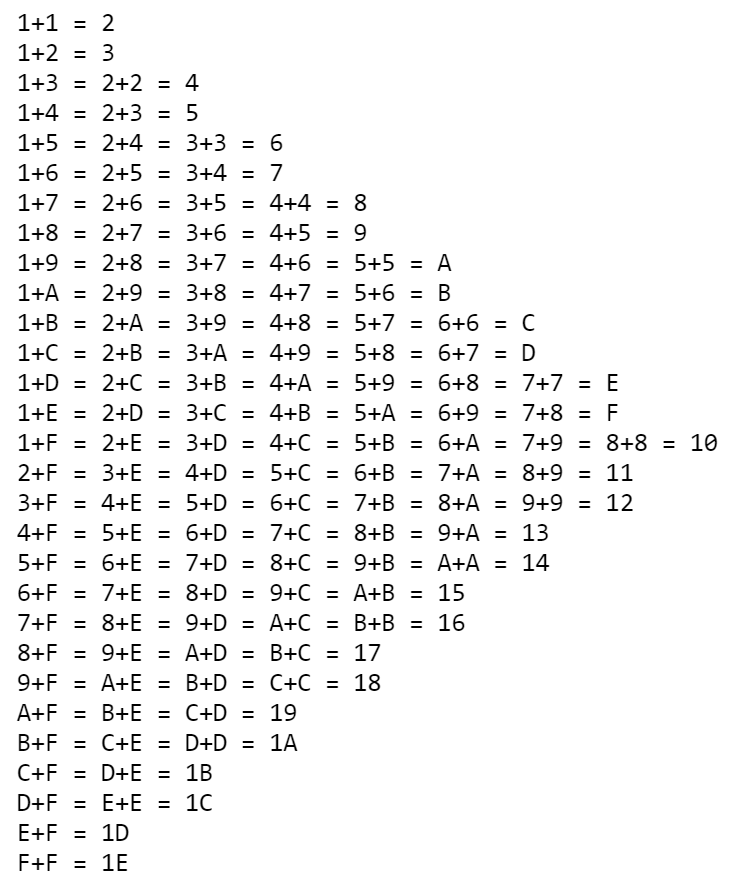 1+1 = 2
1+2 = 3
1+3 = 2+2 = 4
1+4 = 2+3 = 5
1+5 = 2+4 = 3+3 = 6
1+6 = 2+5 = 3+4 = 7
1+7 = 2+6 = 3+5 = 4+4 = 8
1+8 = 2+7 = 3+6 = 4+5 = 9
1+9 = 2+8 = 3+7 = 4+6 = 5+5 = A
1+A = 2+9 = 3+8 = 4+7 = 5+6 = B
1+B = 2+A = 3+9 = 4+8 = 5+7 = 6+6 = C
1+C = 2+B = 3+A = 4+9 = 5+8 = 6+7 = D
1+D = 2+C = 3+B = 4+A = 5+9 = 6+8 = 7+7 = E
1+E = 2+D = 3+C = 4+B = 5+A = 6+9 = 7+8 = F
1+F = 2+E = 3+D = 4+C = 5+B = 6+A = 7+9 = 8+8 = 10
2+F = 3+E = 4+D = 5+C = 6+B = 7+A = 8+9 = 11
3+F = 4+E = 5+D = 6+C = 7+B = 8+A = 9+9 = 12
4+F = 5+E = 6+D = 7+C = 8+B = 9+A = 13
5+F = 6+E = 7+D = 8+C = 9+B = A+A = 14
6+F = 7+E = 8+D = 9+C = A+B = 15
7+F = 8+E = 9+D = A+C = B+B = 16
8+F = 9+E = A+D = B+C = 17
9+F = A+E = B+D = C+C = 18
A+F = B+E = C+D = 19
B+F = C+E = D+D = 1A
C+F = D+E = 1B
D+F = E+E = 1C
E+F = 1D
F+F = 1E